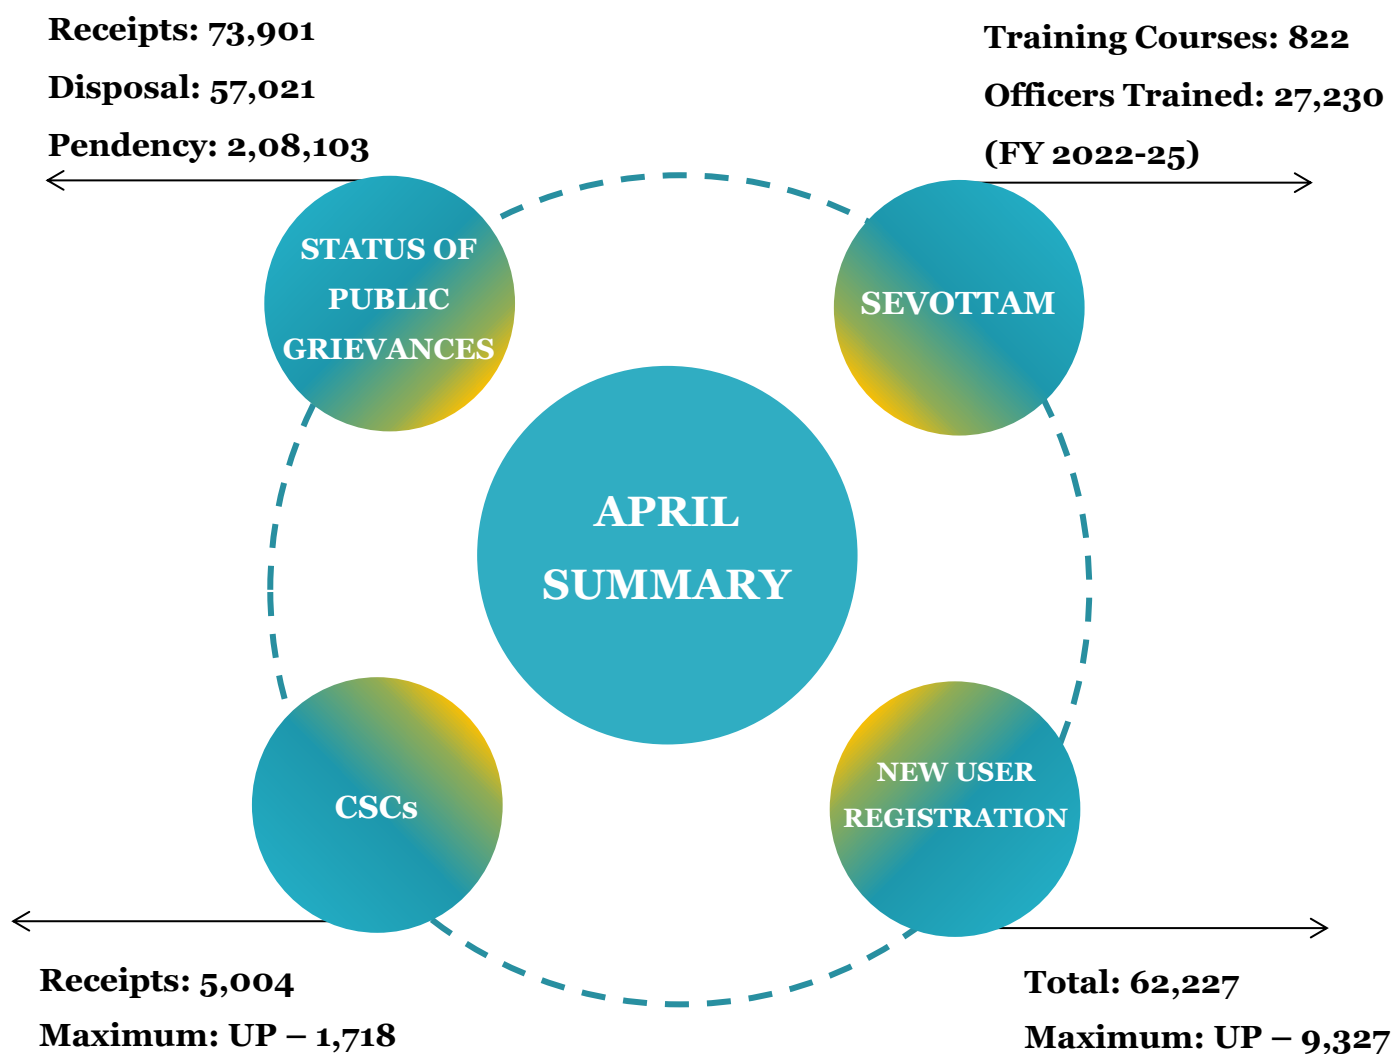 Receipts: 73,901
Disposal: 57,021
Pendency: 2,08,103
Training Courses: 822
Officers Trained: 27,230
(FY 2022-25)
STATUS OF
PUBLIC
GRIEVANCES
SEVOTTAM
APRIL
SUMMARY
CSCs
NEW USER
REGISTRATION
Receipts: 5,004
Maximum: UP – 1,718
Total: 62,227
Maximum: UP – 9,327